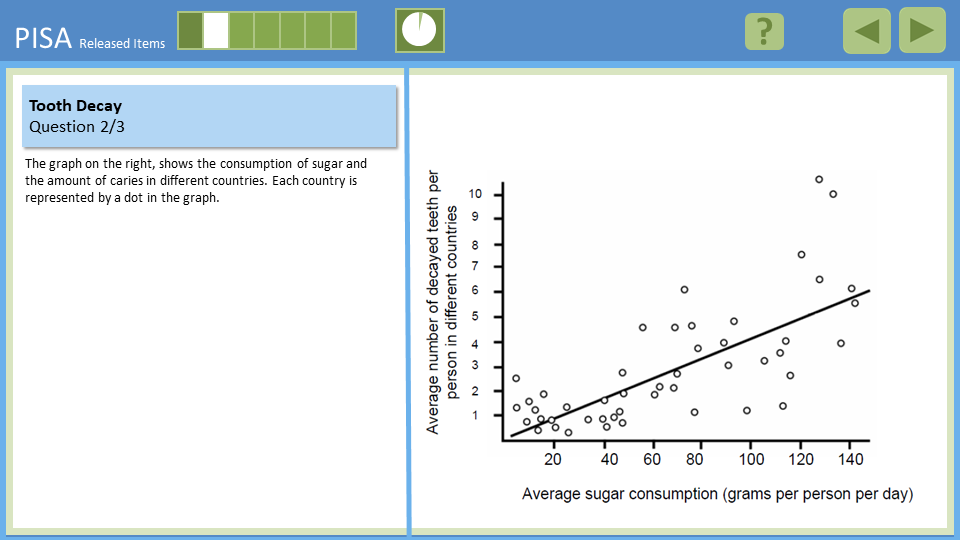 PISA Released Items
?
Tooth Decay
Question 2/3
The graph on the right, shows the consumption of sugar and
the amount of caries in different countries. Each country is
represented by a dot in the graph.
Average number of decayed teeth per
person in different countries
10
9
8
7
6
5
4
3
2
1
20 40 60 80 100 120 140
Average sugar consumption (grams per person per day)